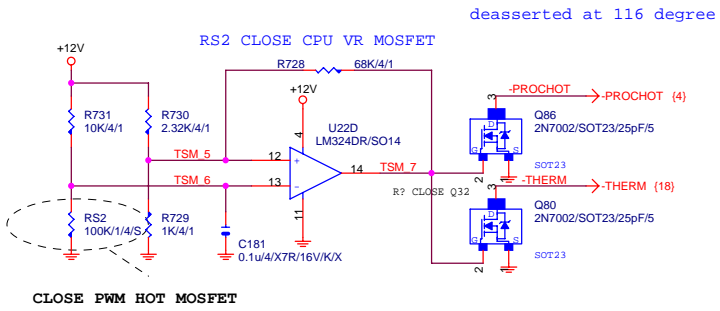 deasserted at 116 degree
RS2 CLOSE CPU VR MOSFET
+12V
R728
68K/4/1
+12V
R731
10K/4/1
R730
2.32K/4/1
U22D
LM324DR/SO14
4
TSM_5
12
+
14
TSM_7
TSM_6
13
-
11
R? CLOSE Q32
3
-PROCHOT
-PROCHOT {4}
Q86
2N7002/SOT23/25pF/5
D
G
S
2
1
SOT23
3
-THERM
-THERM {18}
Q80
2N7002/SOT23/25pF/5
D
G
S
2
1
SOT23
RS2
100K/1/4/S
R729
1K/4/1
C181
0.1u/4/X7R/16V/K/X
CLOSE PWM HOT MOSFET